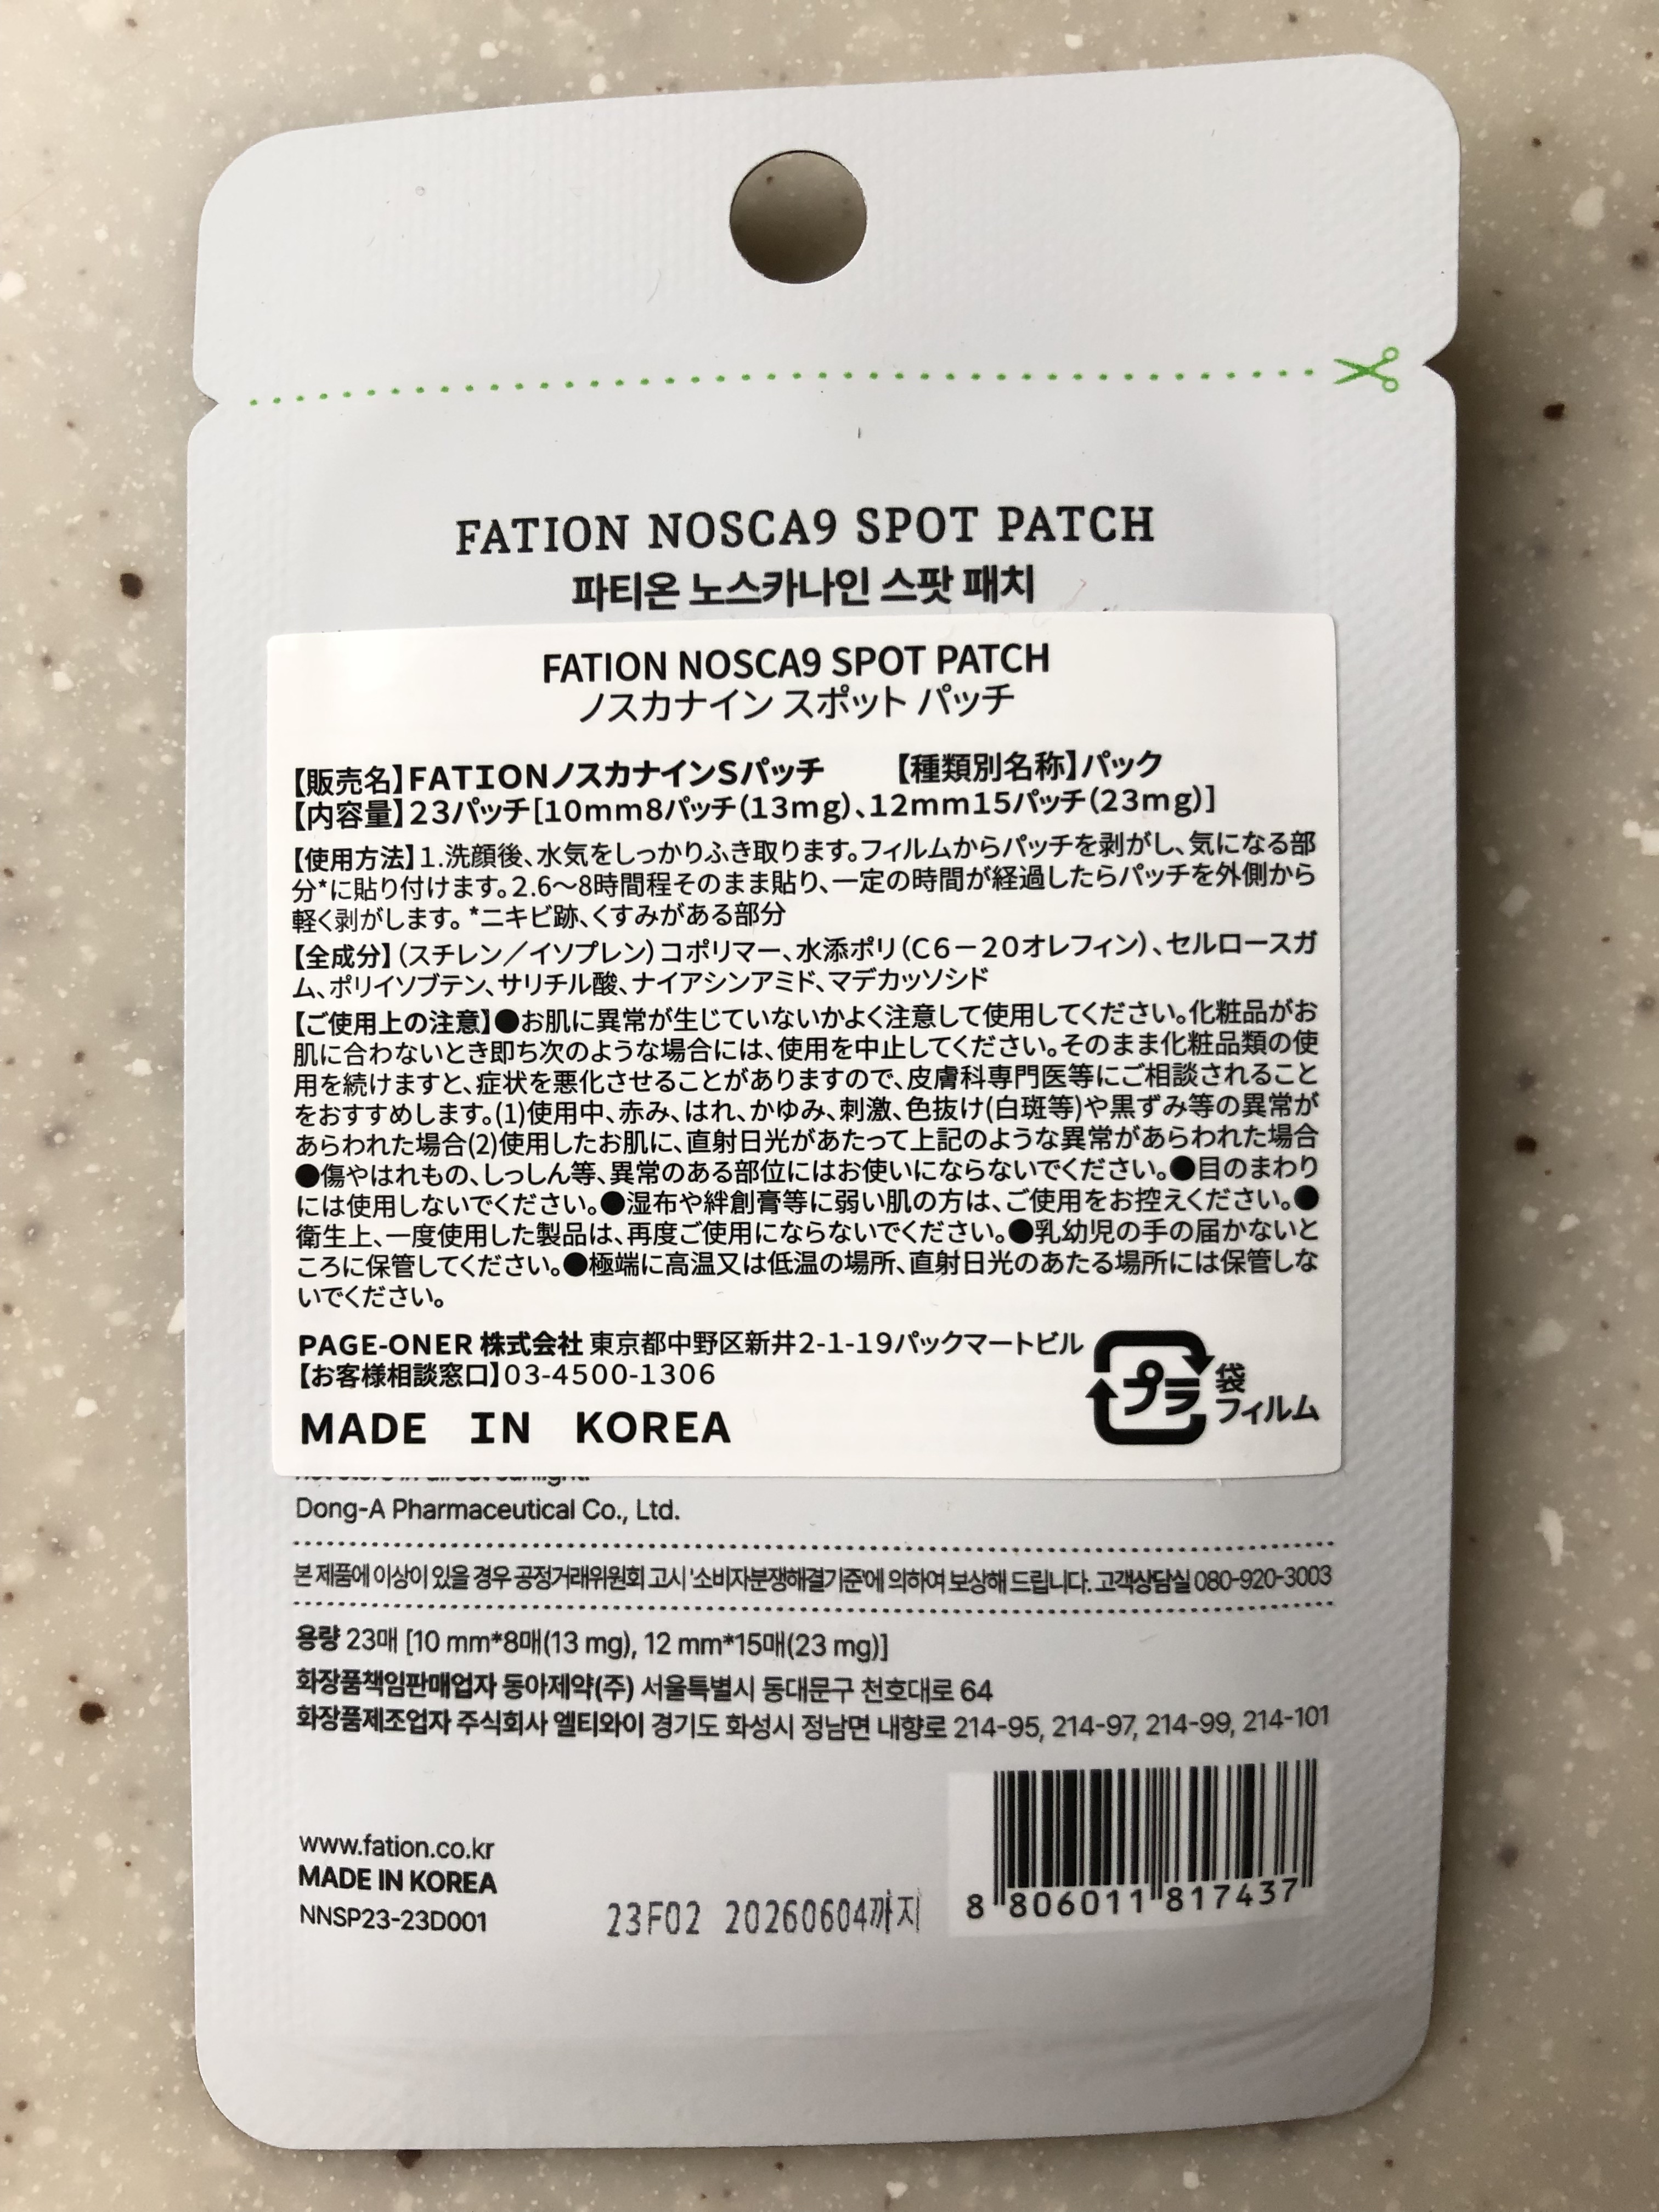 FATION NOSCA9 SPOT PATCH
파티온 노스카나인 스팟 패치
FATION NOSCA9 SPOT PATCH
ノスカナイン スポット パッチ
【販売名】FATIONノスカナインSパッチ 【種類別名称】パック
【内容量】23パッチ[10mm8パッチ(13mg)、12mm15パッチ(23mg)]
【使用方法】1.洗顔後、水気をしっかりふき取ります。フィルムからパッチを剥がし、気になる部
分*に貼り付けます。2.6～8時間程そのまま貼り、一定の時間が経過したらパッチを外側から
軽く剥がします。*ニキビ跡、くすみがある部分
【全成分】(スチレン／イソプレン)コポリマー、水添ポリ(C6－20オレフィン)、セルロースガ
ム、ポリイソブテン、サリチル酸、ナイアシンアミド、マデカッソシド
【ご使用上の注意】●お肌に異常が生じていないかよく注意して使用してください。化粧品がお
肌に合わないとき即ち次のような場合には、使用を中止してください。そのまま化粧品類の使
用を続けますと、症状を悪化させることがありますので、皮膚科専門医等にご相談されること
をおすすめします。(1)使用中、赤み、はれ、かゆみ、刺激、色抜け(白斑等)や黒ずみ等の異常が
あらわれた場合(2)使用したお肌に、直射日光があたって上記のような異常があらわれた場合
●傷やはれもの、しっしん等、異常のある部位にはお使いにならないでください。●目のまわり
には使用しないでください。●湿布や絆創膏等に弱い肌の方は、ご使用をお控えください。●
衛生上、一度使用した製品は、再度ご使用にならないでください。●乳幼児の手の届かないと
ころに保管してください。●極端に高温又は低温の場所、直射日光のあたる場所には保管しな
いでください。
PAGE-ONER 株式会社 東京都中野区新井2-1-19パックマートビル
【お客様相談窓口】03-4500-1306
MADE IN KOREA
プラ
袋
フィルム
Dong-A Pharmaceutical Co., Ltd.
본 제품에 이상이 있을 경우 공정거래위원회 고시 '소비자분쟁해결기준'에 의하여 보상해 드립니다. 고객상담실 080-920-3003
용량 23매 [10 mm*8매(13 mg), 12 mm*15매(23 mg)]
화장품책임판매업자 동아제약(주) 서울특별시 동대문구 천호대로 64
화장품제조업자 주식회사 엘티와이 경기도 화성시 정남면 내향로 214-95, 214-97, 214-99, 214-101
www.fation.co.kr
MADE IN KOREA
NNSP23-23D001
23F02 20260604까지
8 806011 817437